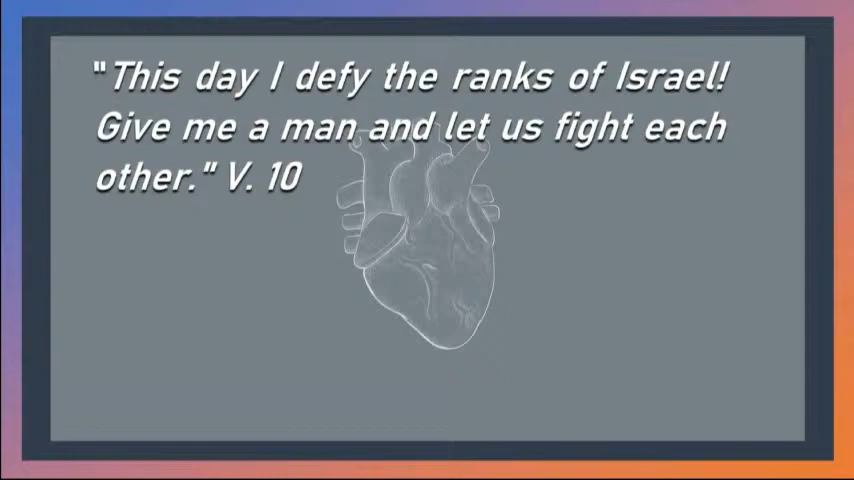 "This day I defy the ranks of Israel!
Give me a man and let us fight each
other." V. 10